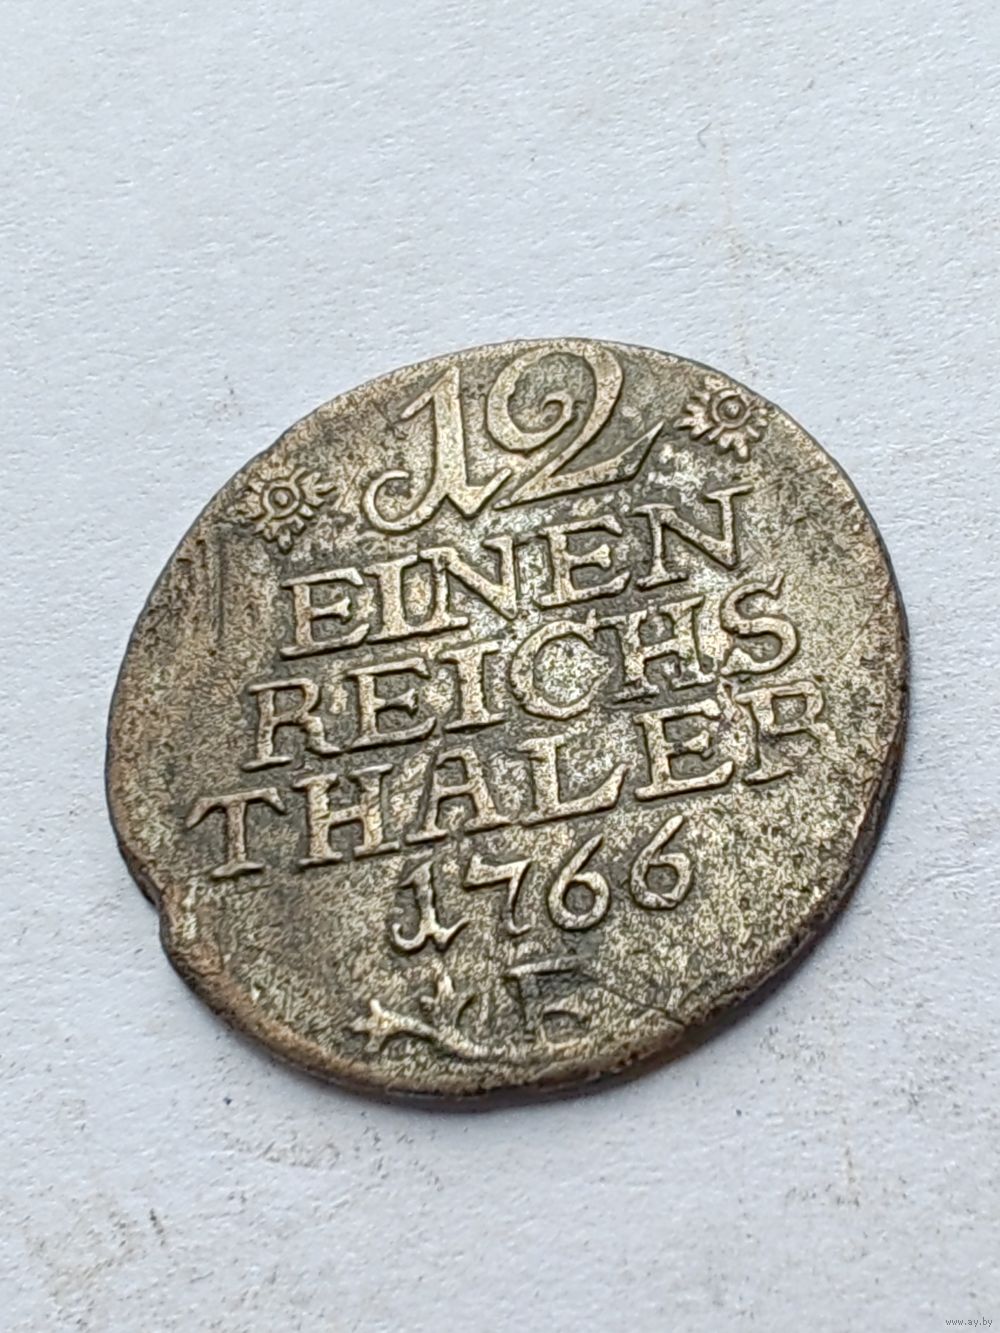 12
EINEN
REICHS
THALER
1766
E
www.ay.by